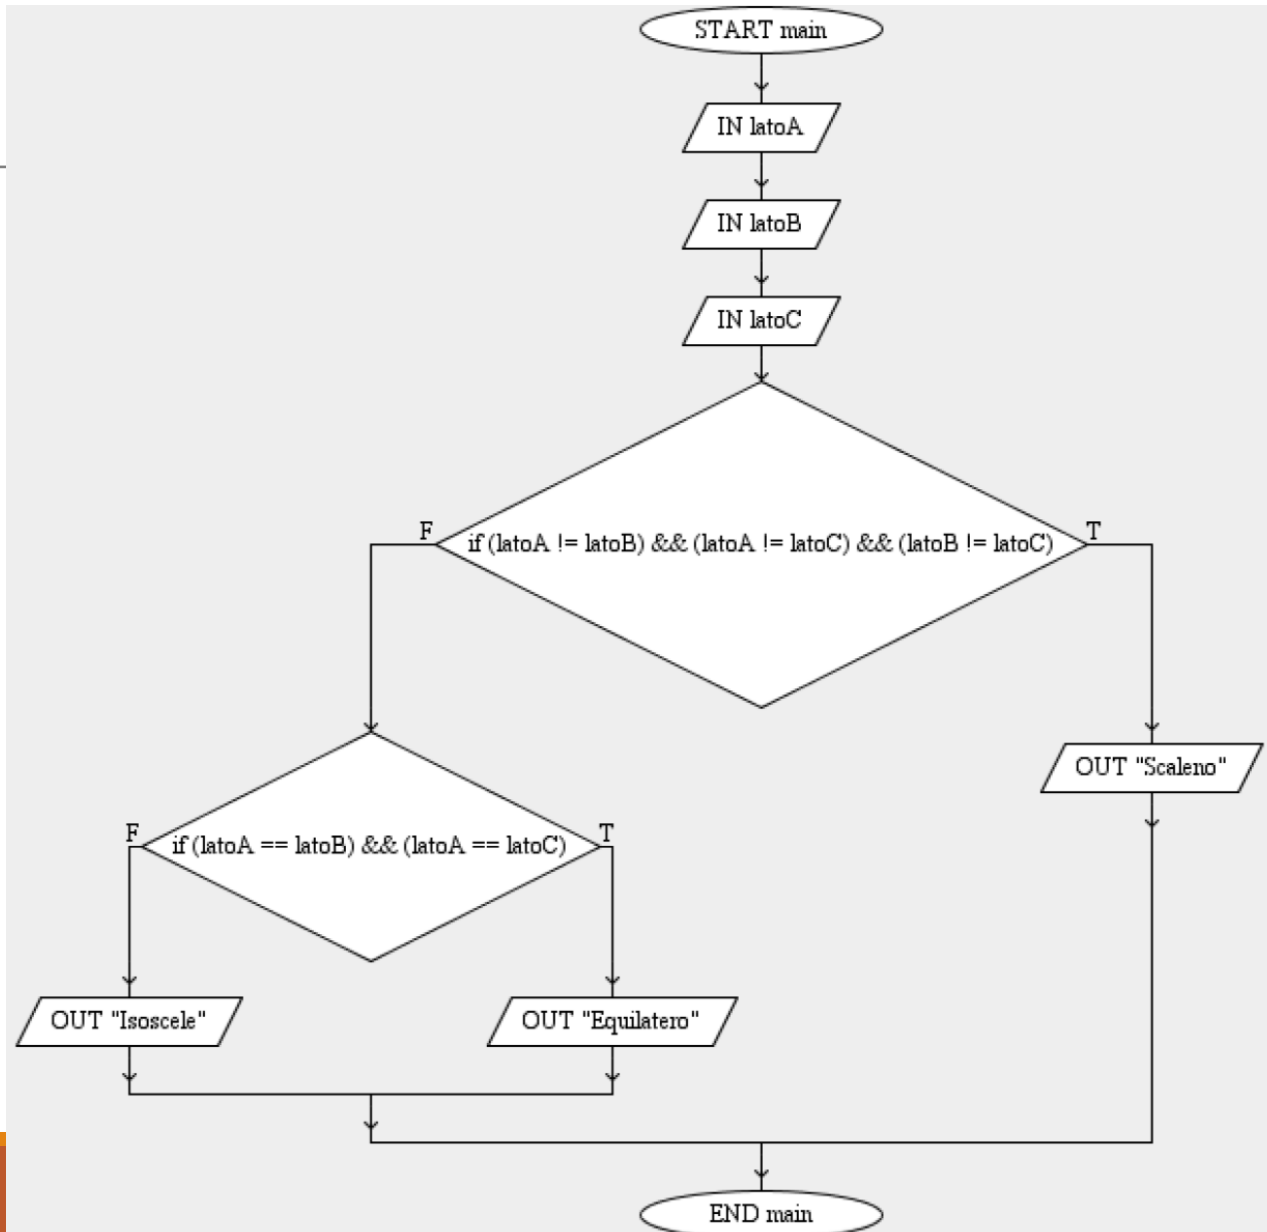 START main
IN latoA
IN latoB
IN latoC
F
T
if (latoA != latoB) && (latoA != latoC) && (latoB != latoC)
OUT "Scaleno"
F
T
if (latoA == latoB) && (latoA == latoC)
OUT "Isoscele"
OUT "Equilatero"
END main